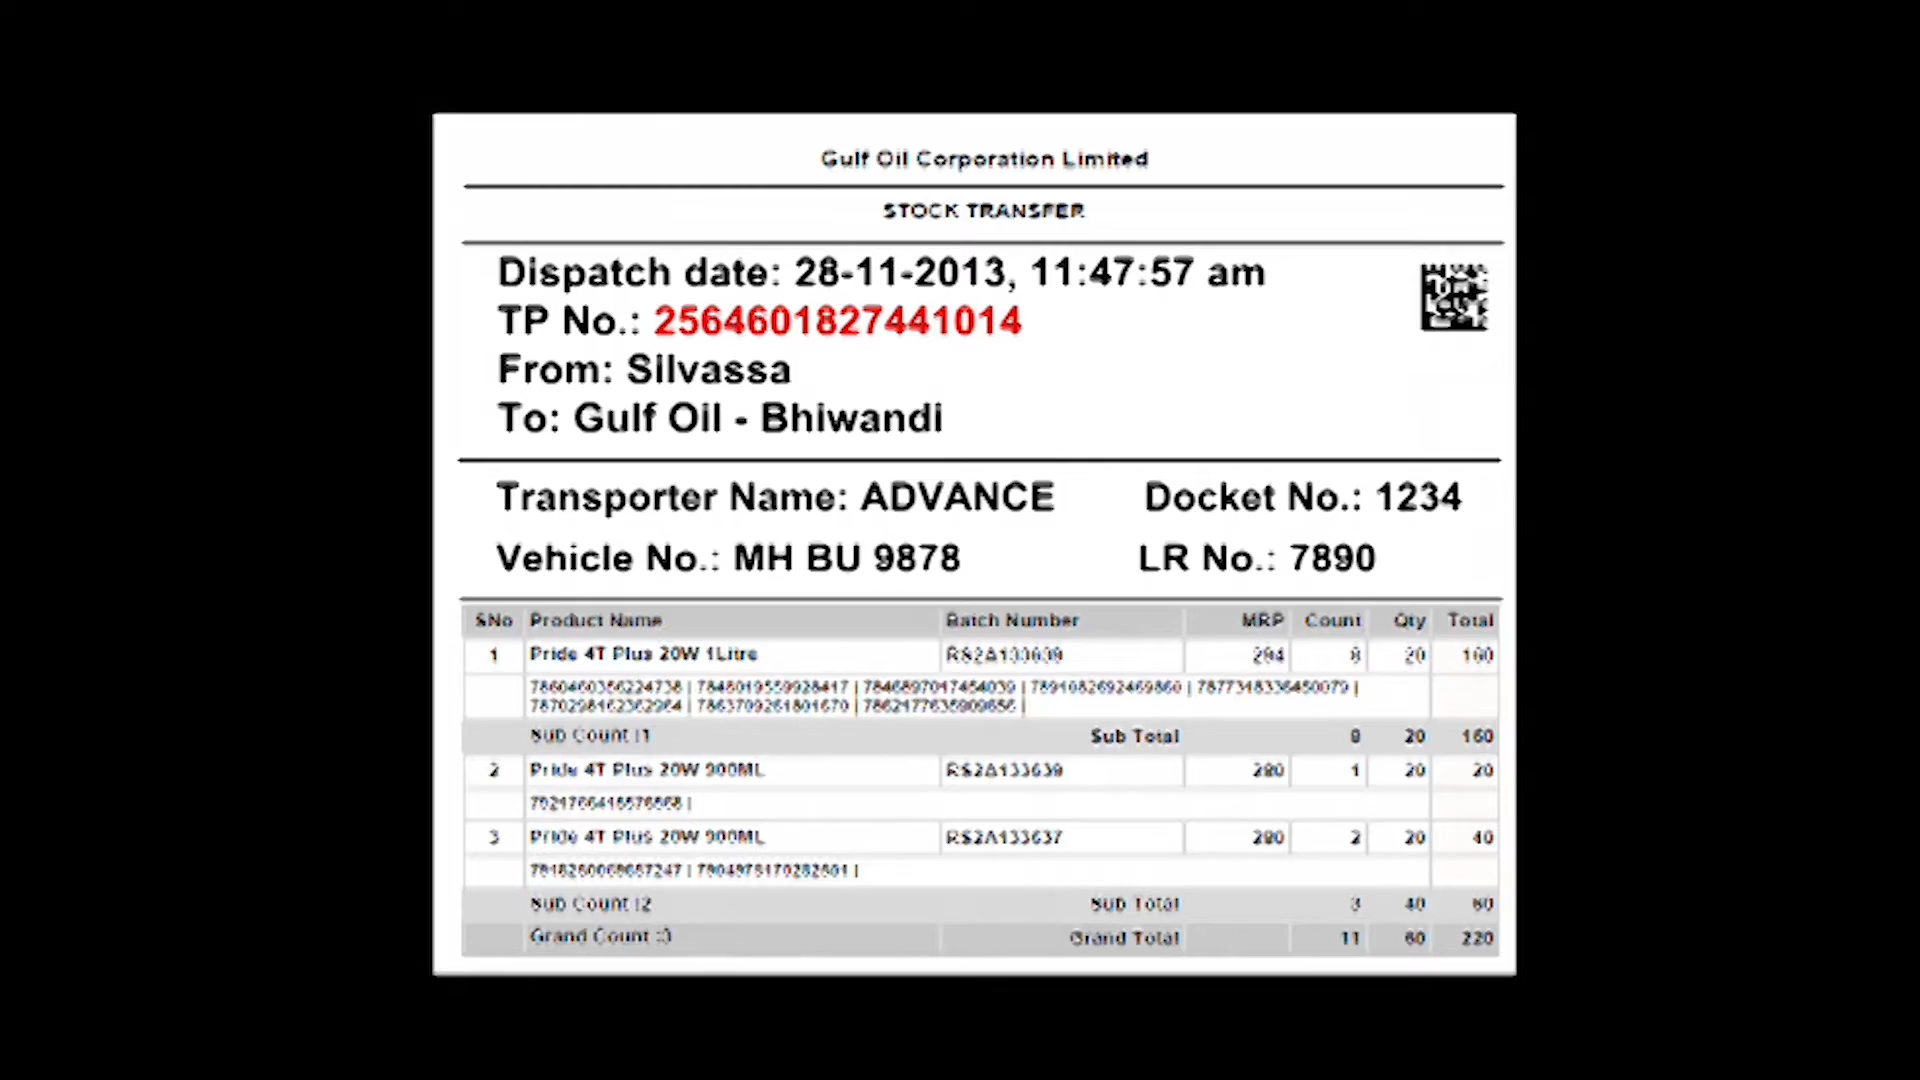 Gulf Oil Corporation Limited
STOCK TRANSFER
Dispatch date: 28-11-2013, 11:47:57 am
TP No.: 2564601827441014
From: Silvassa
To: Gulf Oil - Bhiwandi
Transporter Name: ADVANCE Docket No.: 1234
Vehicle No.: MH BU 9878 LR No.: 7890
SNo Product Name Batch Number MRP Count Qty Total
1 Pride 4T Plus 20W 1Litre 294 8 20 160
Sub Count :1 Sub Total 8 20 160
2 Pride 4T Plus 20W 900ML RS2A133639 280 1 20 20
3 Pride 4T Plus 20W 900ML RS2A133637 280 2 20 40
Sub Count :2 Sub Total 3 40 60
Grand Count :3 Grand Total 11 60 220